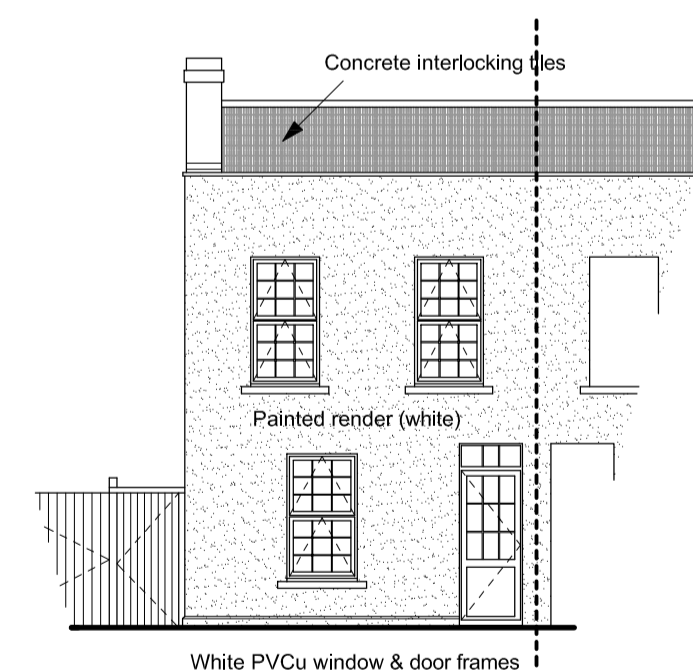 Concrete interlocking tiles
Painted render (white)
White PVCu window & door frames